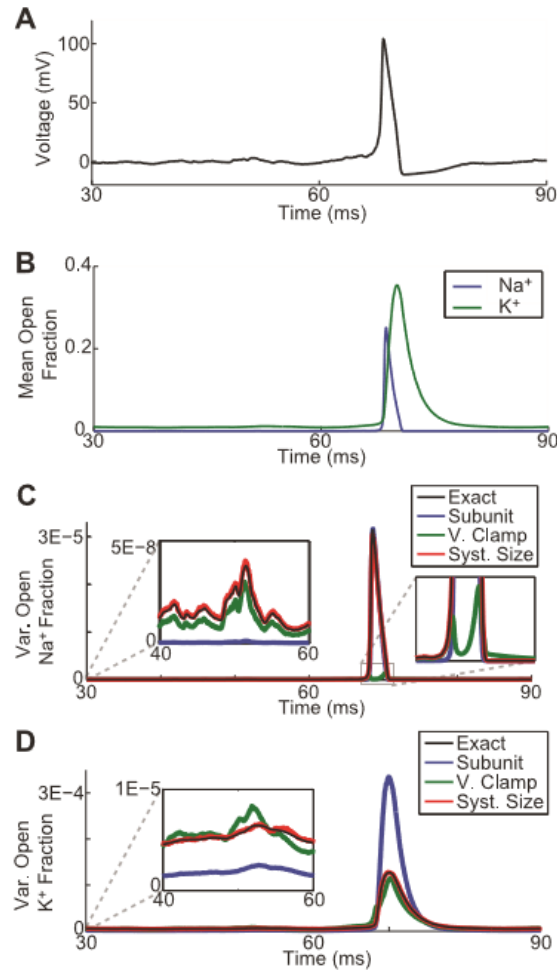 A
Voltage (mV)
100
50
0
30
60
90
Time (ms)
B
Mean Open
Fraction
0.4
0.2
0
Na⁺
K⁺
30
60
90
Time (ms)
C
Var. Open
Na⁺ Fraction
3E−5
0
Exact
Subunit
V. Clamp
Syst. Size
5E−8
0
40
60
30
60
90
Time (ms)
D
Var. Open
K⁺ Fraction
3E−4
0
Exact
Subunit
V. Clamp
Syst. Size
1E−5
0
40
60
30
60
90
Time (ms)